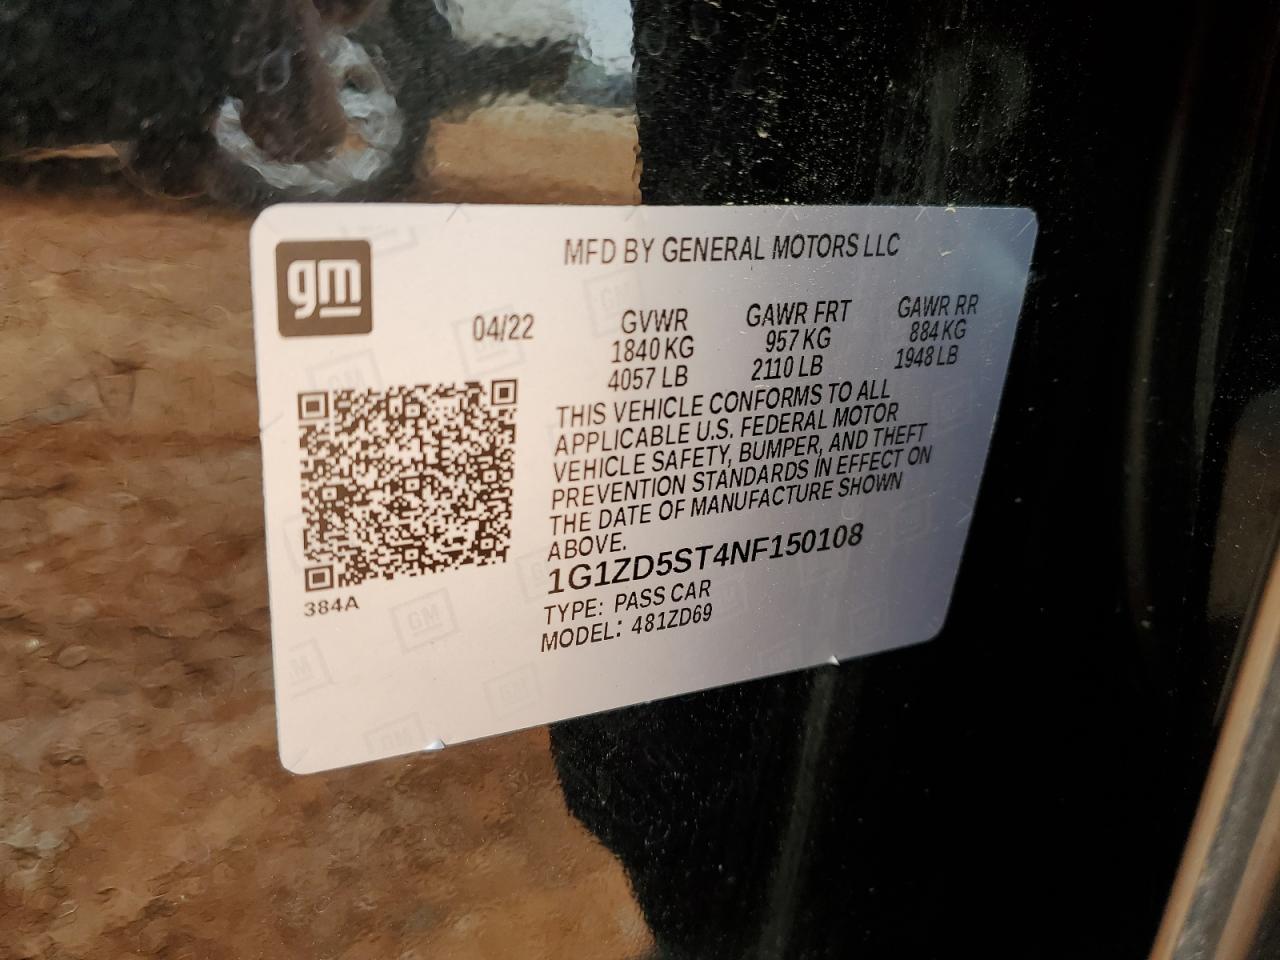 gm
MFD BY GENERAL MOTORS LLC
04/22
GVWR
1840 KG
4057 LB
GAWR FRT
957 KG
2110 LB
GAWR RR
884 KG
1948 LB
THIS VEHICLE CONFORMS TO ALL
APPLICABLE U.S. FEDERAL MOTOR
VEHICLE SAFETY, BUMPER, AND THEFT
PREVENTION STANDARDS IN EFFECT ON
THE DATE OF MANUFACTURE SHOWN
ABOVE.
1G1ZD5ST4NF150108
TYPE: PASS CAR
MODEL: 481ZD69
384A